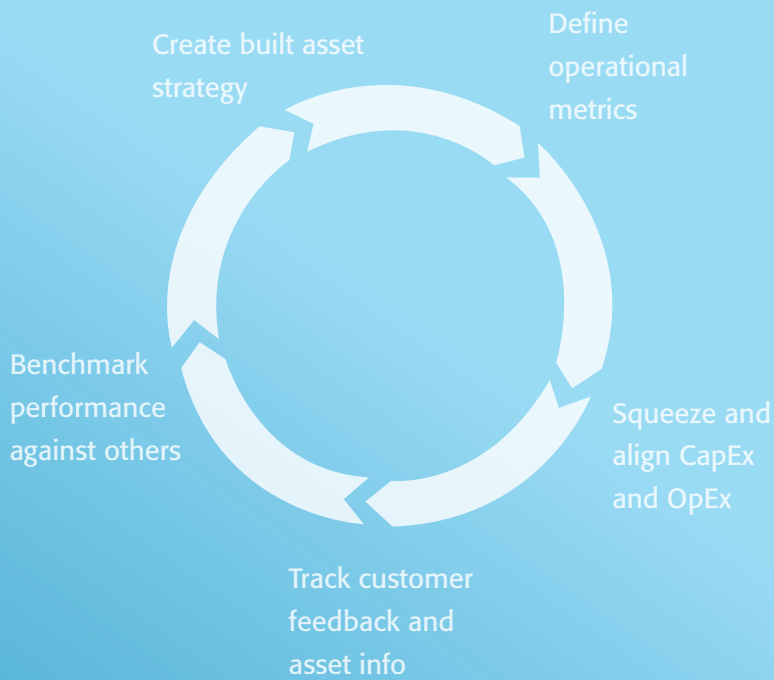 Create built asset
strategy
Define
operational
metrics
Squeeze and
align CapEx
and OpEx
Track customer
feedback and
asset info
Benchmark
performance
against others